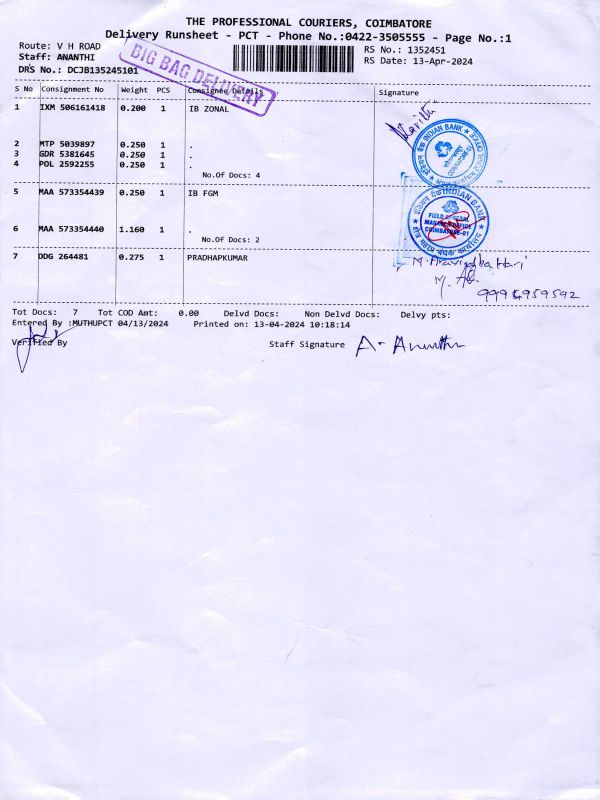 THE PROFESSIONAL COURIERS, COIMBATORE
Delivery Runsheet - PCT - Phone No.:0422-3505555 - Page No.:1
Route: V H ROAD
Staff: ANANTHI
DRS No.: DCJB135245101
BIG BAG DELIVERY
RS No.: 1352451
RS Date: 13-Apr-2024
S No Consignment No Weight PCS Consignee Details Signature
1 IXM 506161418 0.200 1 IB ZONAL
2 MTP 5039897 0.250 1 .
3 GDR 5381645 0.250 1 .
4 POL 2592255 0.250 1 .
No.Of Docs: 4
INDIAN BANK
COIMBATORE-01
5 MAA 573354439 0.250 1 IB FGM
6 MAA 573354440 1.160 1 .
No.Of Docs: 2
INDIAN BANK
COIMBATORE-01
7 DDG 264481 0.275 1 PRADHAPKUMAR
Tot Docs: 7 Tot COD Amt: 0.00 Delvd Docs: Non Delvd Docs: Delvy pts:
Entered By :MUTHUPCT 04/13/2024 Printed on: 13-04-2024 10:18:14
Verified By Staff Signature